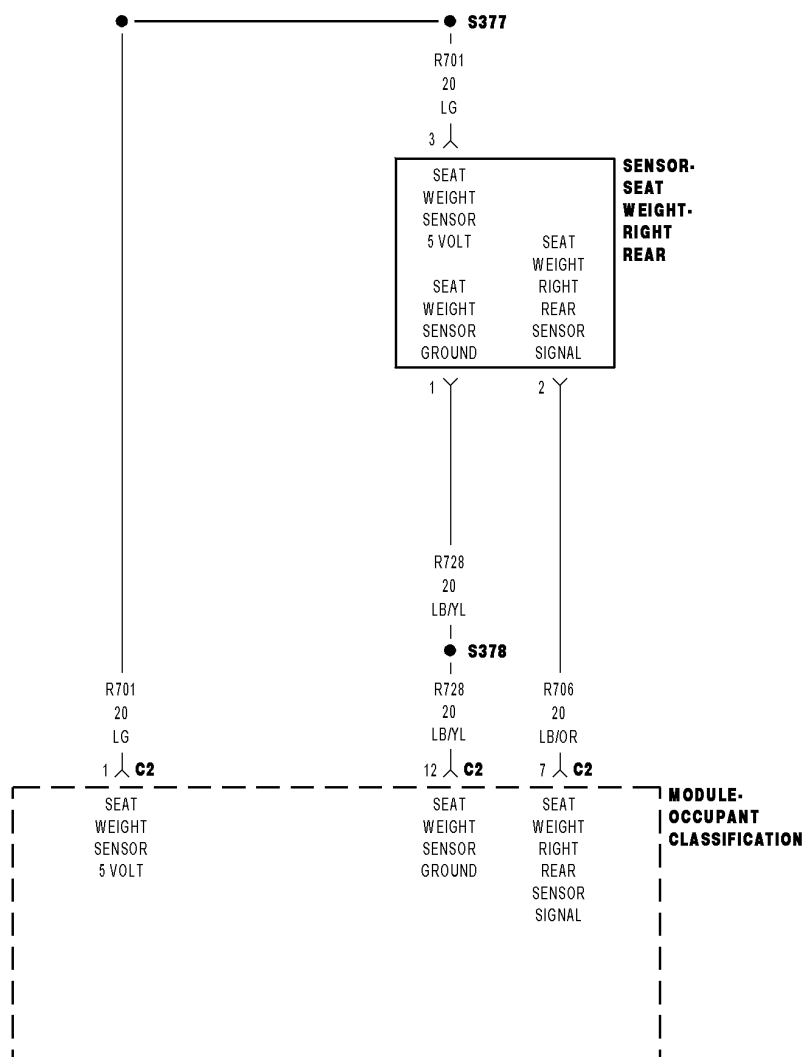 S377
R701
20
LG
3
SENSOR-
SEAT
WEIGHT-
RIGHT
REAR
SEAT
WEIGHT
SENSOR
5 VOLT
SEAT
WEIGHT
SENSOR
GROUND
SEAT
WEIGHT
RIGHT
REAR
SENSOR
SIGNAL
1
2
R728
20
LB/YL
S378
R701
20
LG
R728
20
LB/YL
R706
20
LB/OR
1 C2
12 C2
7 C2
MODULE-
OCCUPANT
CLASSIFICATION
SEAT
WEIGHT
SENSOR
5 VOLT
SEAT
WEIGHT
SENSOR
GROUND
SEAT
WEIGHT
RIGHT
REAR
SENSOR
SIGNAL